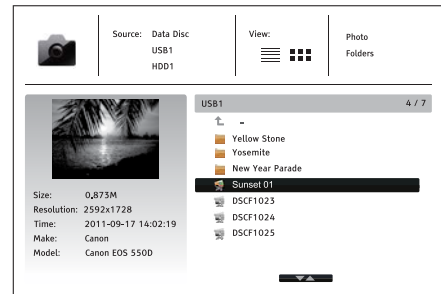 Source: Data Disc
USB1
HDD1
View:
Photo
Folders
USB1 4 / 7
-
Yellow Stone
Yosemite
New Year Parade
Sunset 01
DSCF1023
DSCF1024
DSCF1025
Size: 0,873M
Resolution: 2592x1728
Time: 2011-09-17 14:02:19
Make: Canon
Model: Canon EOS 550D